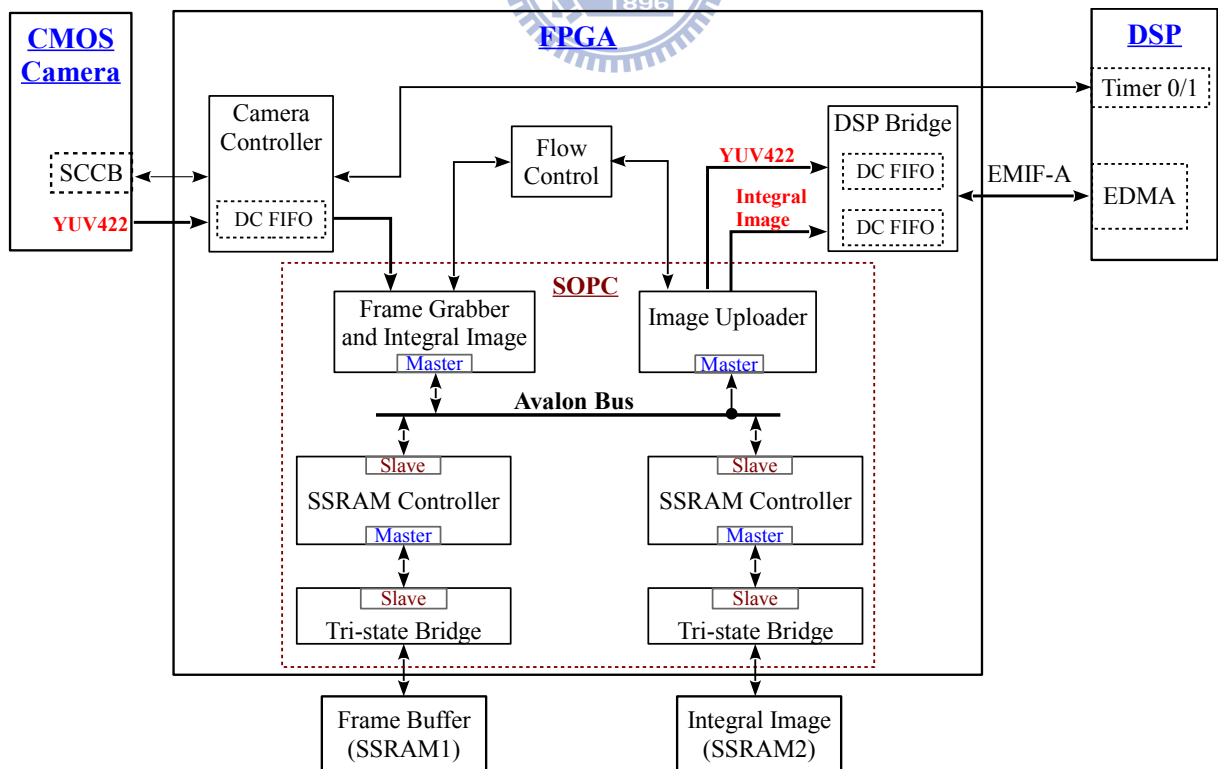 1896
CMOS
Camera
SCCB
YUV422
FPGA
Camera
Controller
DC FIFO
Flow
Control
YUV422
Integral
Image
DSP Bridge
DC FIFO
DC FIFO
EMIF-A
DSP
Timer 0/1
EDMA
SOPC
Frame Grabber
and Integral Image
Master
Image Uploader
Master
Avalon Bus
Slave
SSRAM Controller
Master
Slave
SSRAM Controller
Master
Slave
Tri-state Bridge
Slave
Tri-state Bridge
Frame Buffer
(SSRAM1)
Integral Image
(SSRAM2)